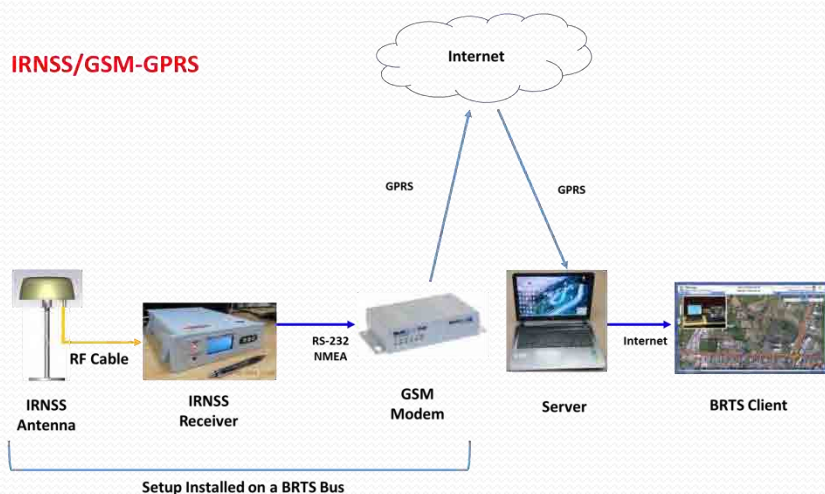 IRNSS/GSM-GPRS
Internet
GPRS
GPRS
RF Cable
RS-232
NMEA
Internet
IRNSS
Antenna
IRNSS
Receiver
GSM
Modem
Server
BRTS Client
Setup Installed on a BRTS Bus